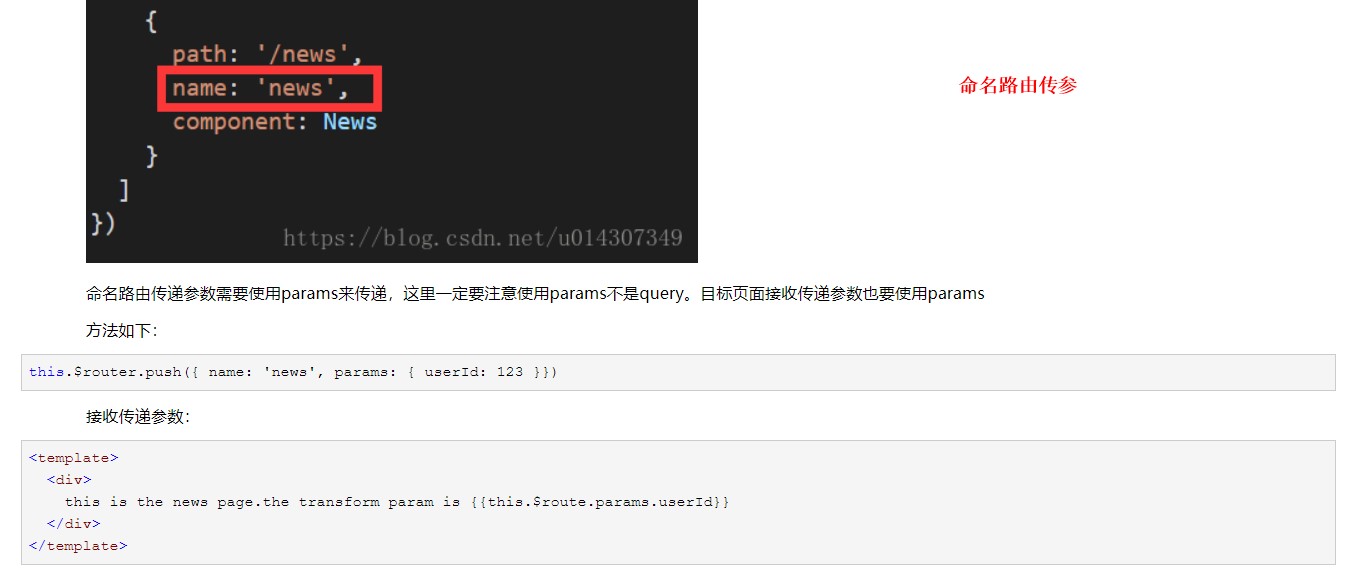 {
path: '/news',
name: 'news',
命名路由传参
component: News
}
]
})
https://blog.csdn.net/u014307349
命名路由传递参数需要使用params来传递，这里一定要注意使用params不是query。目标页面接收传递参数也要使用params
方法如下：
this.$router.push({ name: 'news', params: { userId: 123 }})
接收传递参数：
<template>
<div>
this is the news page.the transform param is {{this.$route.params.userId}}
</div>
</template>